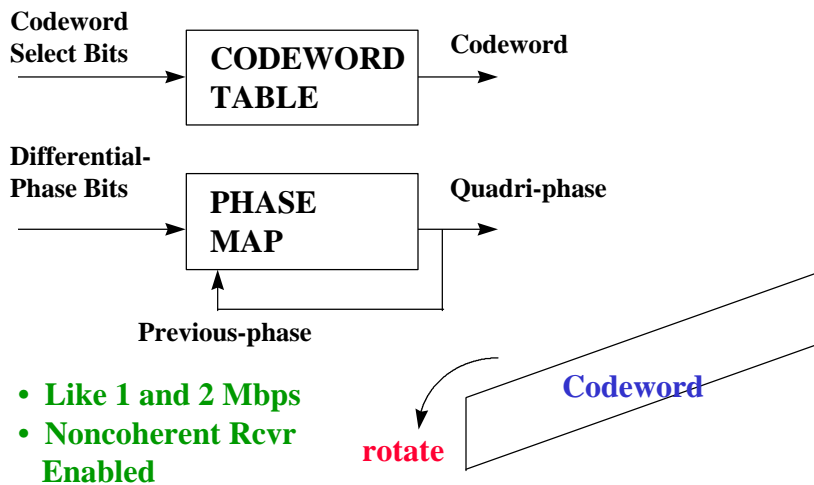 Codeword
Select Bits
CODEWORD
TABLE
Codeword
Differential-
Phase Bits
PHASE
MAP
Quadri-phase
Previous-phase
• Like 1 and 2 Mbps
• Noncoherent Rcvr
Enabled
rotate
Codeword